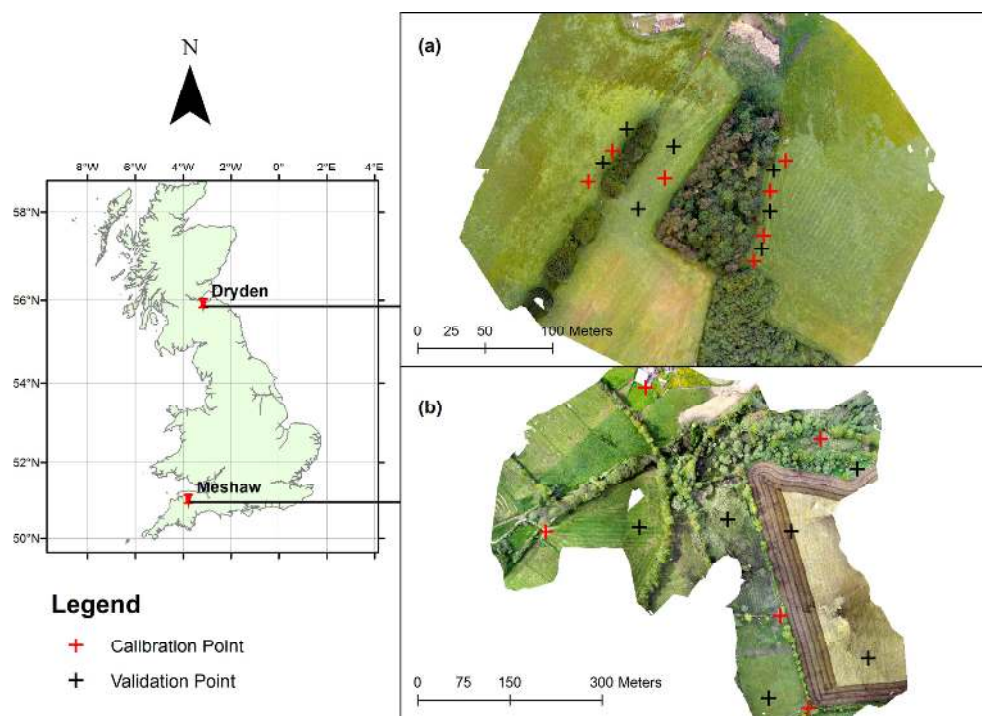 N
8°W 6°W 4°W 2°W 0° 2°E 4°E
58°N
56°N
54°N
52°N
50°N
Dryden
Meshaw
Legend
Calibration Point
Validation Point
(a)
0 25 50 100 Meters
(b)
0 75 150 300 Meters